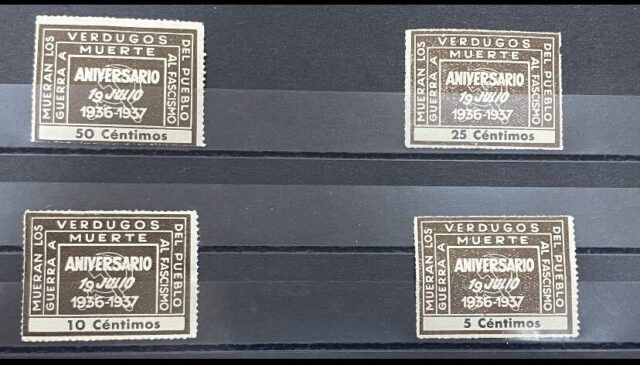 MUERAN LOS VERDUGOS DEL PUEBLO
GUERRA A MUERTE AL FASCISMO
ANIVERSARIO
19 JULIO
1936-1937
50 Céntimos
MUERAN LOS VERDUGOS DEL PUEBLO
GUERRA A MUERTE AL FASCISMO
ANIVERSARIO
19 JULIO
1936-1937
25 Céntimos
MUERAN LOS VERDUGOS DEL PUEBLO
GUERRA A MUERTE AL FASCISMO
ANIVERSARIO
19 JULIO
1936-1937
10 Céntimos
MUERAN LOS VERDUGOS DEL PUEBLO
GUERRA A MUERTE AL FASCISMO
ANIVERSARIO
19 JULIO
1936-1937
5 Céntimos